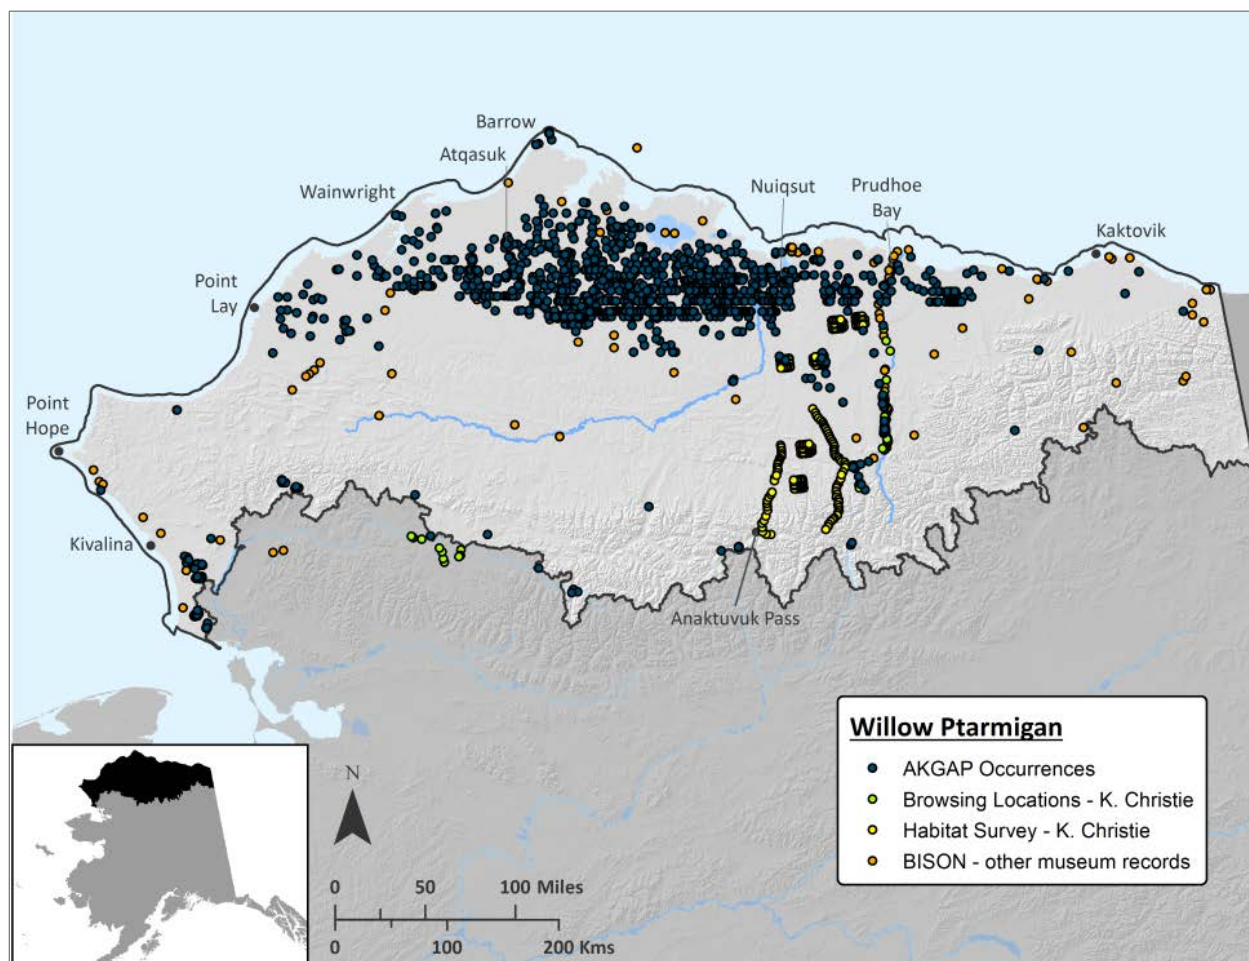 Barrow
Atqasuk
Wainwright
Nuiqsut
Prudhoe
Bay
Kaktovik
Point
Lay
Point
Hope
Kivalina
Anaktuvuk Pass
Willow Ptarmigan
AKGAP Occurrences
Browsing Locations - K. Christie
Habitat Survey - K. Christie
BISON - other museum records
N
0 50 100 Miles
0 100 200 Kms